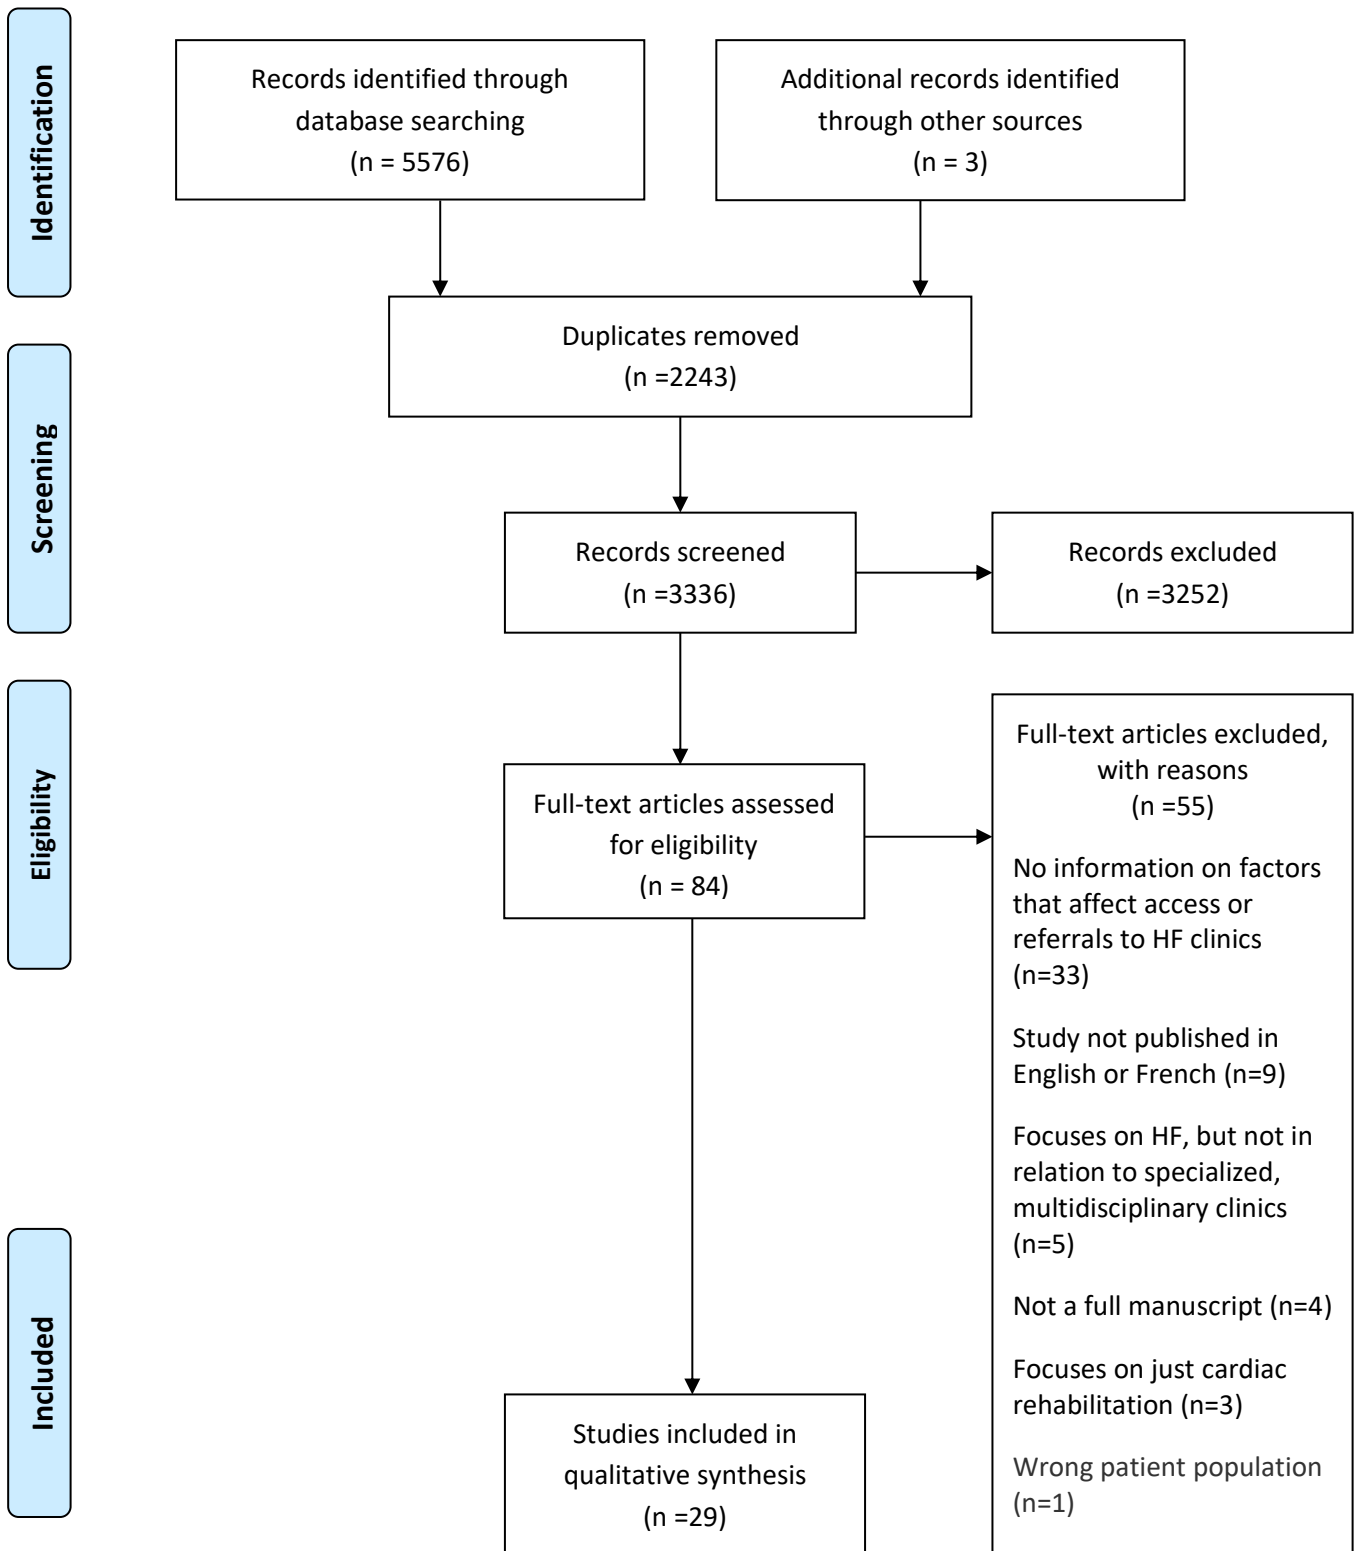 Identification
Records identified through
database searching
(n = 5576)
Additional records identified
through other sources
(n = 3)
Duplicates removed
(n =2243)
Screening
Records screened
(n =3336)
Records excluded
(n =3252)
Eligibility
Full-text articles assessed
for eligibility
(n = 84)
Full-text articles excluded,
with reasons
(n =55)
No information on factors
that affect access or
referrals to HF clinics
(n=33)
Study not published in
English or French (n=9)
Focuses on HF, but not in
relation to specialized,
multidisciplinary clinics
(n=5)
Not a full manuscript (n=4)
Focuses on just cardiac
rehabilitation (n=3)
Wrong patient population
(n=1)
Included
Studies included in
qualitative synthesis
(n =29)